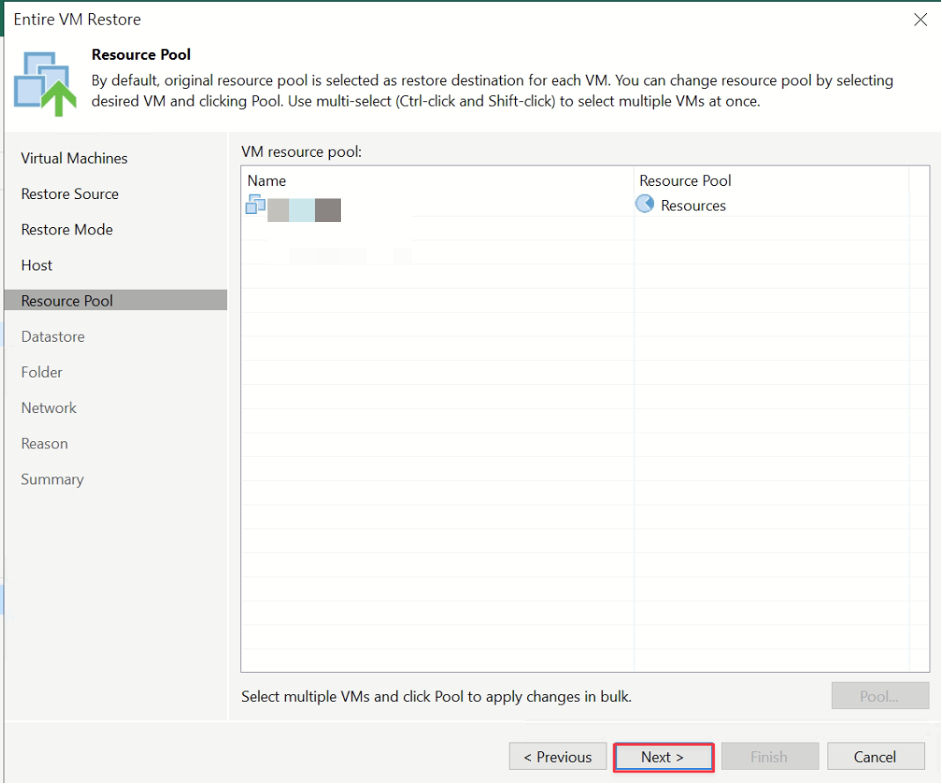 Entire VM Restore
Resource Pool
By default, original resource pool is selected as restore destination for each VM. You can change resource pool by selecting
desired VM and clicking Pool. Use multi-select (Ctrl-click and Shift-click) to select multiple VMs at once.
Virtual Machines
Restore Source
Restore Mode
Host
Resource Pool
Datastore
Folder
Network
Reason
Summary
VM resource pool:
Name Resource Pool
Resources
Select multiple VMs and click Pool to apply changes in bulk.
Pool...
< Previous Next > Finish Cancel